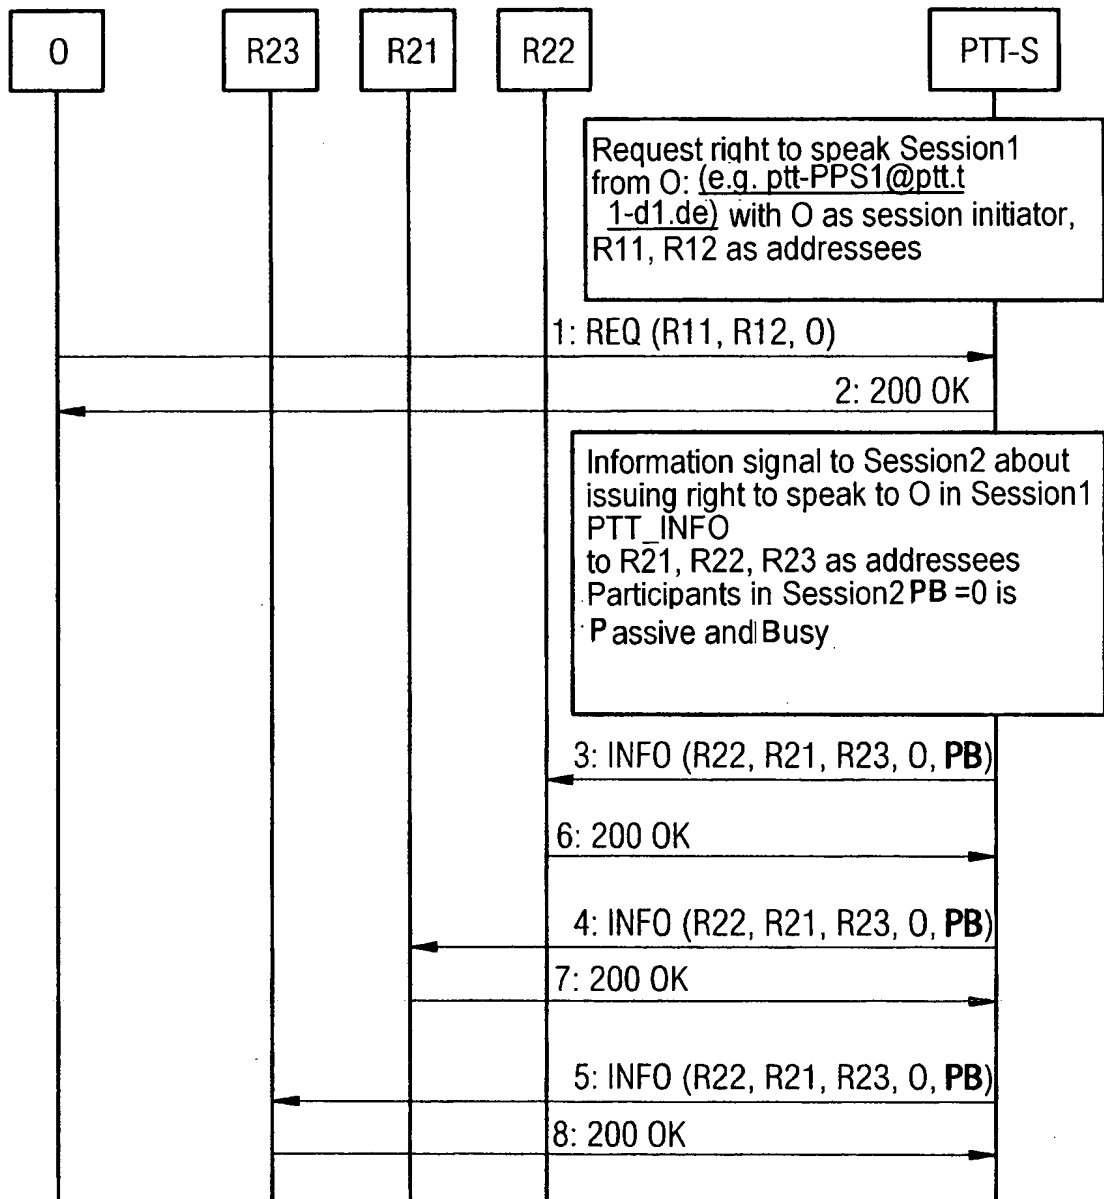 O
R23
R21
R22
PTT-S
Request right to speak Session1
from O: (e.g. ptt-PPS1@ptt.t
1-d1.de) with O as session initiator,
R11, R12 as addressees
1: REQ (R11, R12, O)
2: 200 OK
Information signal to Session2 about
issuing right to speak to O in Session1
PTT_INFO
to R21, R22, R23 as addressees
Participants in Session2 PB =0 is
Passive and Busy
3: INFO (R22, R21, R23, O, PB)
6: 200 OK
4: INFO (R22, R21, R23, O, PB)
7: 200 OK
5: INFO (R22, R21, R23, O, PB)
8: 200 OK